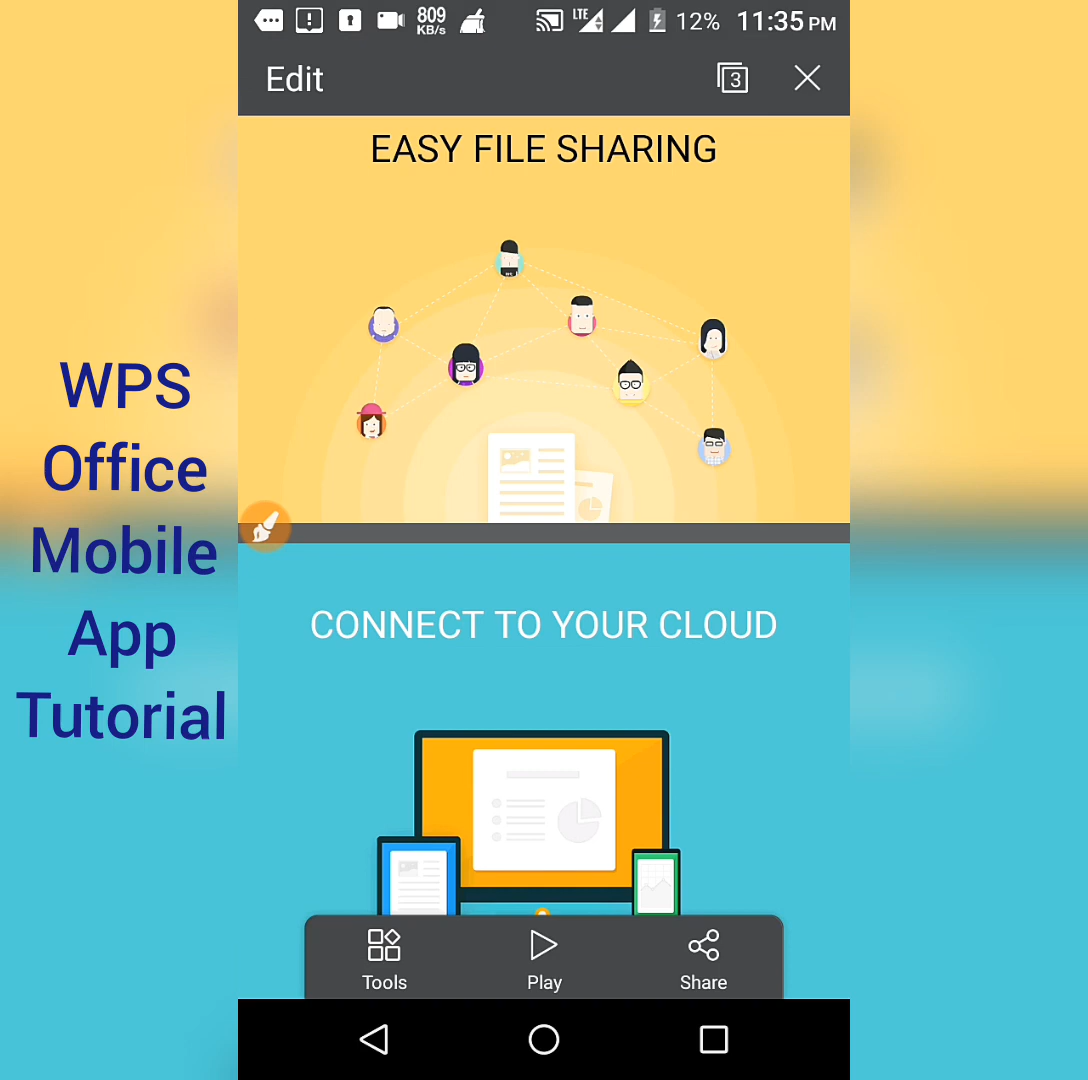 809
KB/s
LTE
12%
11:35 PM
Edit
3
EASY FILE SHARING
WPS
Office
Mobile
App
Tutorial
CONNECT TO YOUR CLOUD
Tools
Play
Share